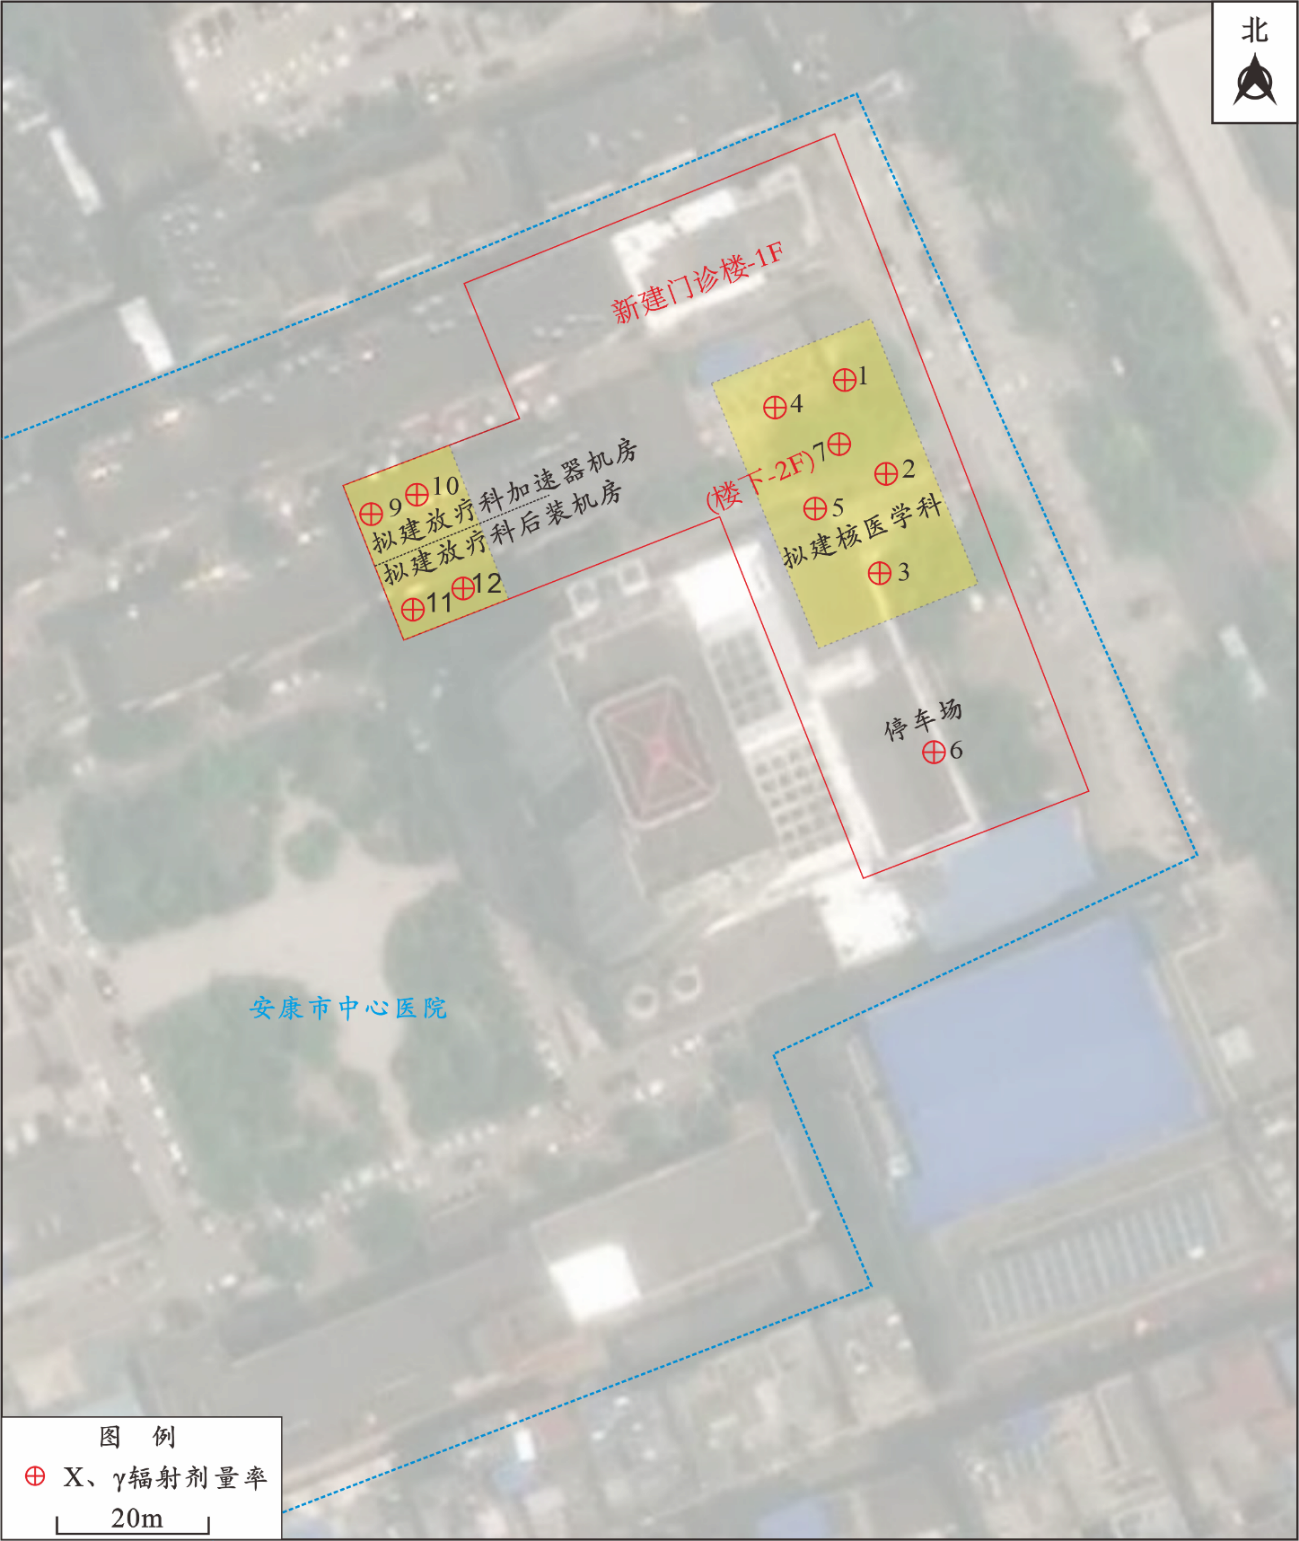 北
新建门诊楼-1F
1
4
(楼下-2F)
7
2
5
拟建核医学科
3
9
10
拟建放疗科加速器机房
拟建放疗科后装机房
11
12
停车场
6
安康市中心医院
图 例
X、γ辐射剂量率
20m